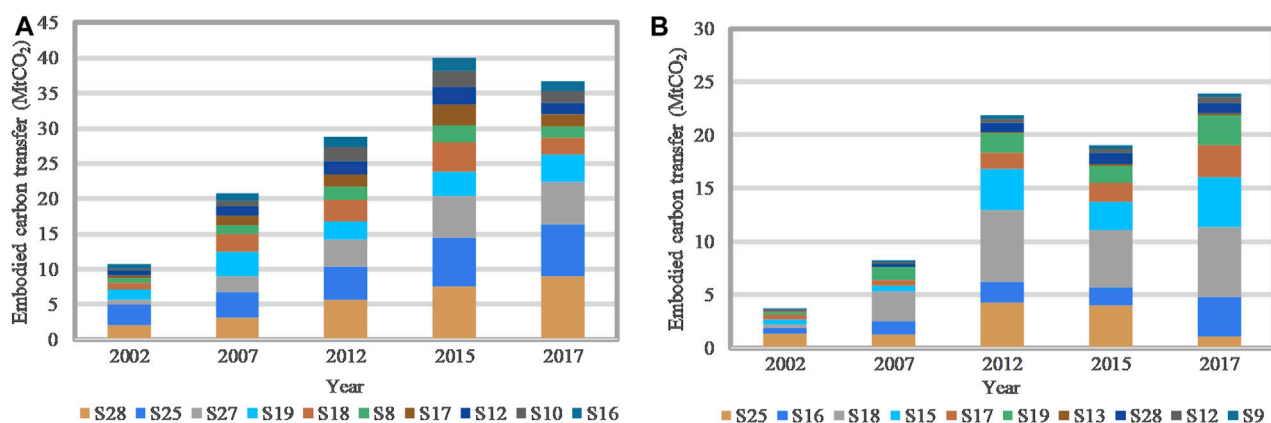 A
Embodied carbon transfer (MtCO2)
45
40
35
30
25
20
15
10
5
0
2002 2007 2012 2015 2017
Year
S28 S25 S27 S19 S18 S8 S17 S12 S10 S16
B
Embodied carbon transfer (MtCO2)
30
25
20
15
10
5
0
2002 2007 2012 2015 2017
Year
S25 S16 S18 S15 S17 S19 S13 S28 S12 S9